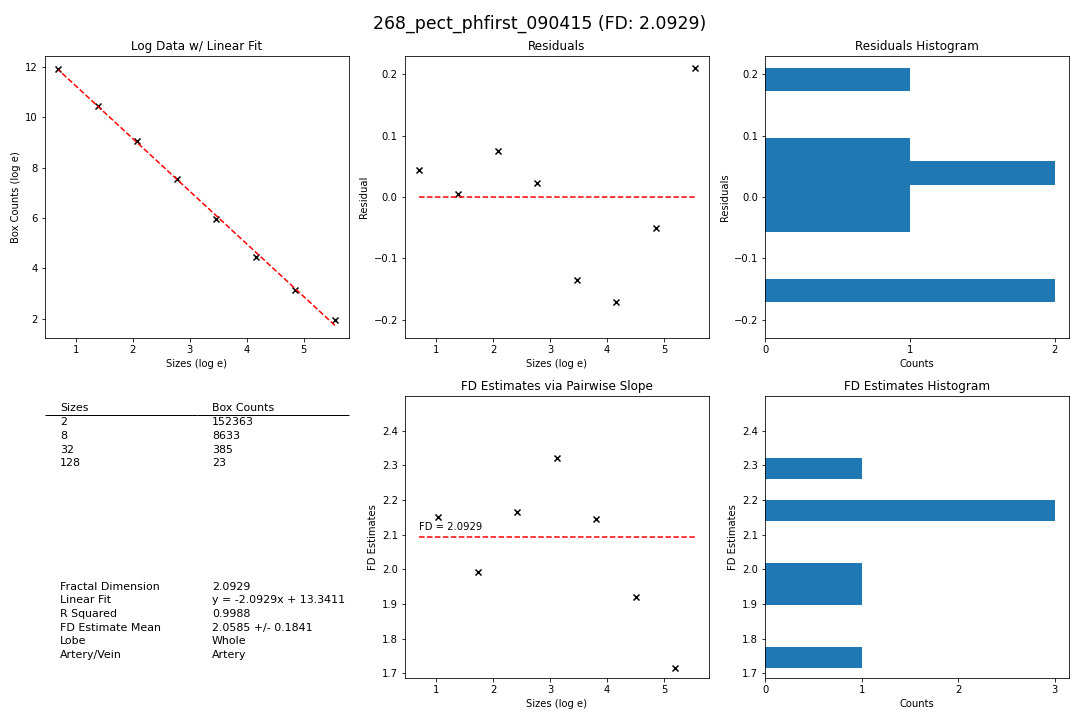 268_pect_phfirst_090415 (FD: 2.0929)
Log Data w/ Linear Fit
12
10
8
6
4
2
Box Counts (log e)
1 2 3 4 5
Sizes (log e)
Residuals
0.2
0.1
0.0
−0.1
−0.2
Residual
1 2 3 4 5
Sizes (log e)
Residuals Histogram
0.2
0.1
0.0
−0.1
−0.2
Residuals
0 1 2
Counts
Sizes Box Counts
2 152363
8 8633
32 385
128 23
Fractal Dimension 2.0929
Linear Fit y = -2.0929x + 13.3411
R Squared 0.9988
FD Estimate Mean 2.0585 +/- 0.1841
Lobe Whole
Artery/Vein Artery
FD Estimates via Pairwise Slope
2.4
2.3
2.2
2.1
2.0
1.9
1.8
1.7
FD Estimates
FD = 2.0929
1 2 3 4 5
Sizes (log e)
FD Estimates Histogram
2.4
2.3
2.2
2.1
2.0
1.9
1.8
1.7
FD Estimates
0 1 2 3
Counts